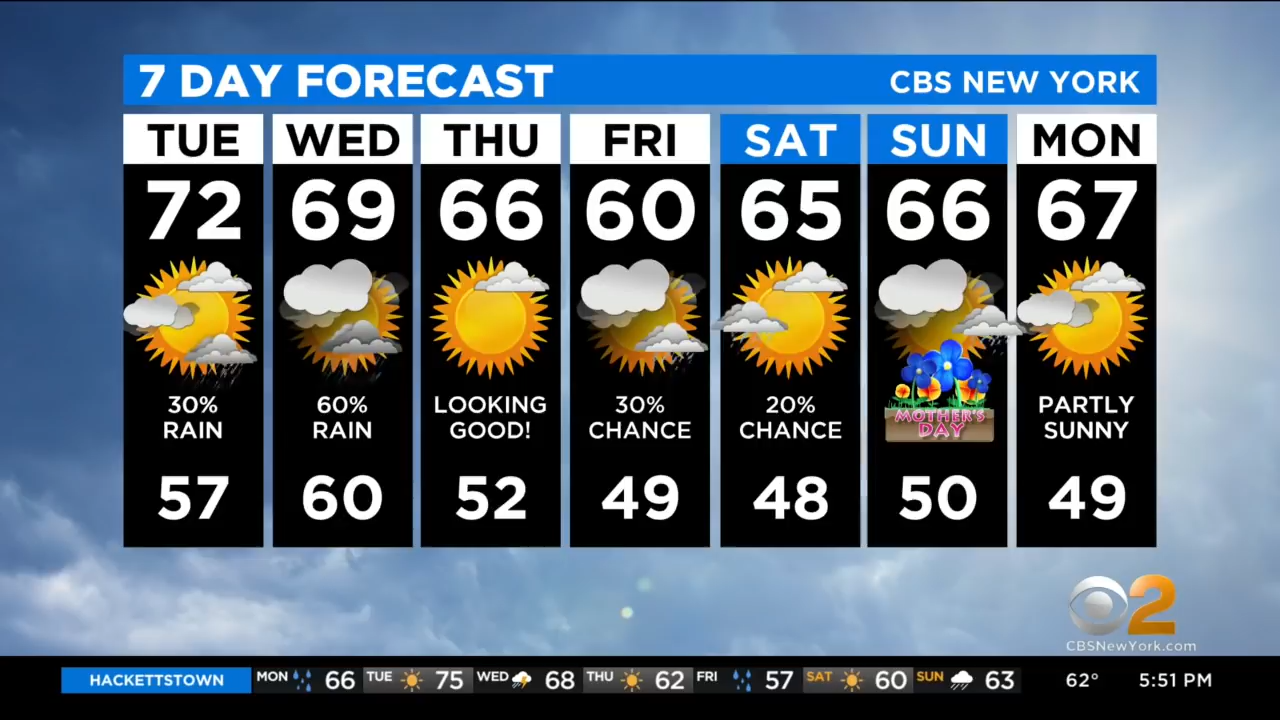 7 DAY FORECAST
CBS NEW YORK
TUE
72
30%
RAIN
57
WED
69
60%
RAIN
60
THU
66
LOOKING
GOOD!
52
FRI
60
30%
CHANCE
49
SAT
65
20%
CHANCE
48
SUN
66
MOTHER'S
DAY
50
MON
67
PARTLY
SUNNY
49
2
CBSNewYork.com
HACKETTSTOWN MON 66 TUE 75 WED 68 THU 62 FRI 57 SAT 60 SUN 63 62° 5:51 PM